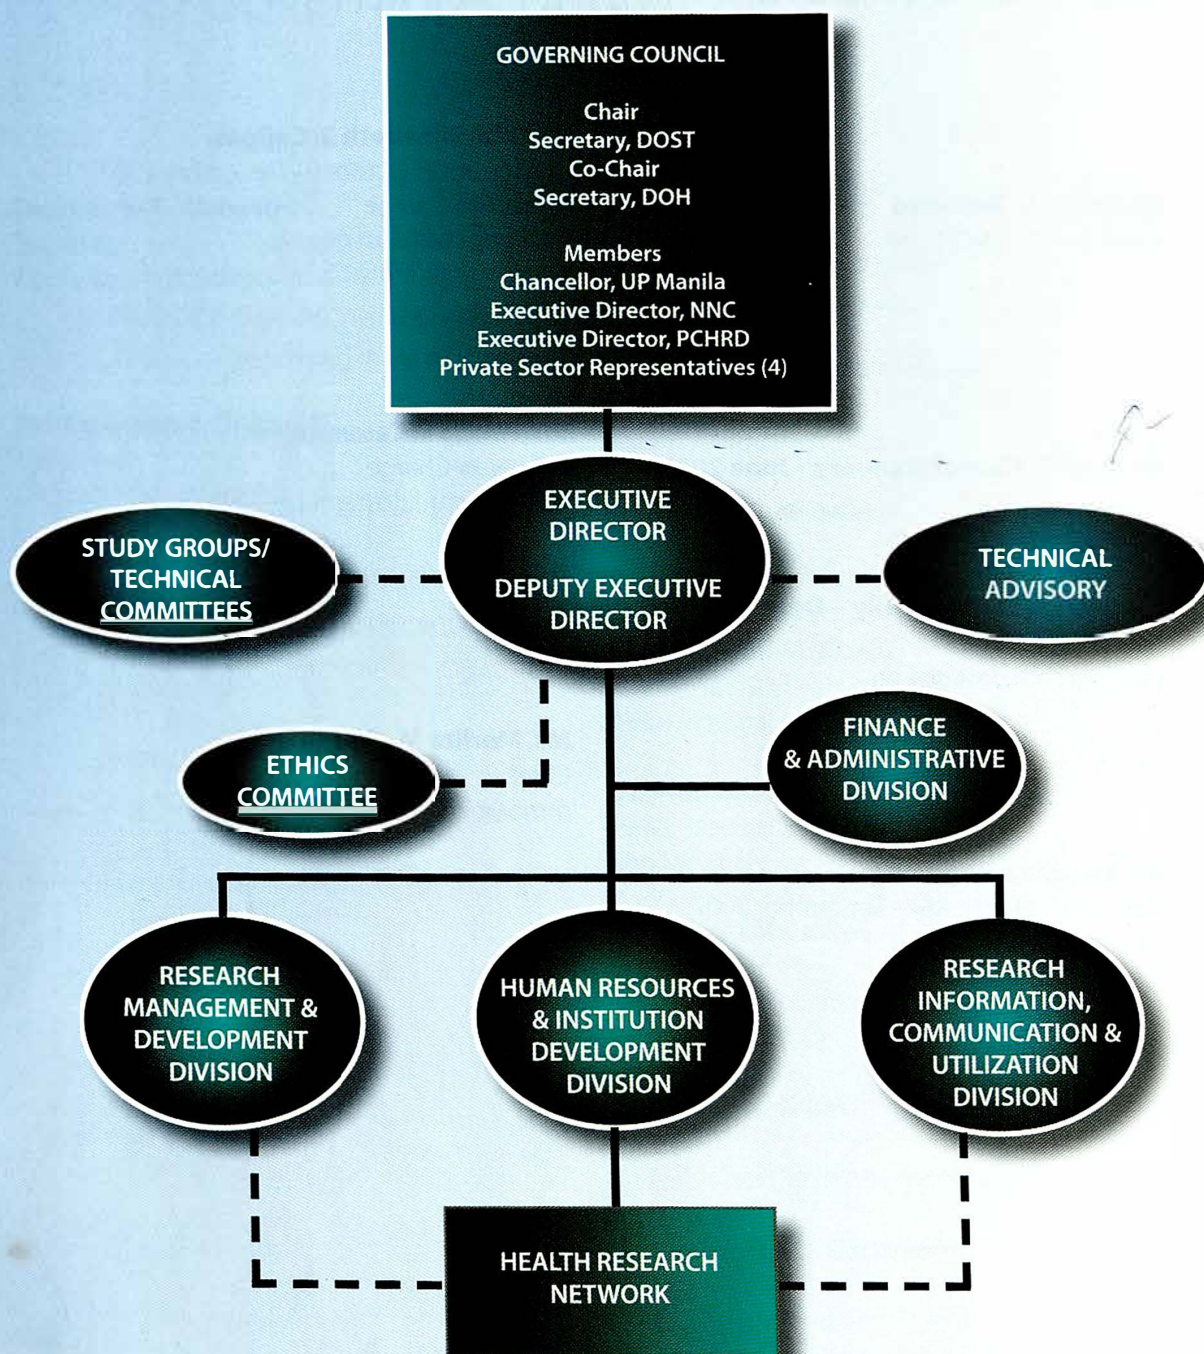 GOVERNING COUNCIL
Chair
Secretary, DOST
Co-Chair
Secretary, DOH
Members
Chancellor, UP Manila
Executive Director, NNC
Executive Director, PCHRD
Private Sector Representatives (4)
EXECUTIVE
DIRECTOR
DEPUTY EXECUTIVE
DIRECTOR
STUDY GROUPS/
TECHNICAL
COMMITTEES
TECHNICAL
ADVISORY
ETHICS
COMMITTEE
FINANCE
& ADMINISTRATIVE
DIVISION
RESEARCH
MANAGEMENT &
DEVELOPMENT
DIVISION
HUMAN RESOURCES
& INSTITUTION
DEVELOPMENT
DIVISION
RESEARCH
INFORMATION,
COMMUNICATION &
UTILIZATION
DIVISION
HEALTH RESEARCH
NETWORK